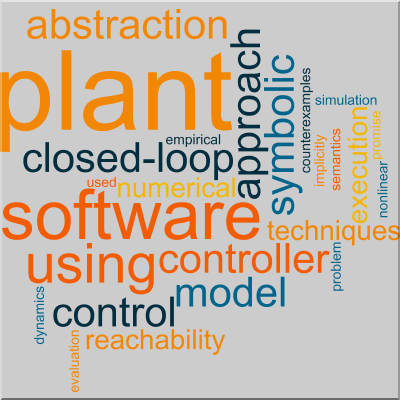 abstraction
plant
approach
symbolic
counterexamples
simulation
empirical
closed-loop
implicitly
semantics
execution
promise
nonlinear
used
numerical
software
techniques
using
controller
problem
model
dynamics
control
reachability
evaluation